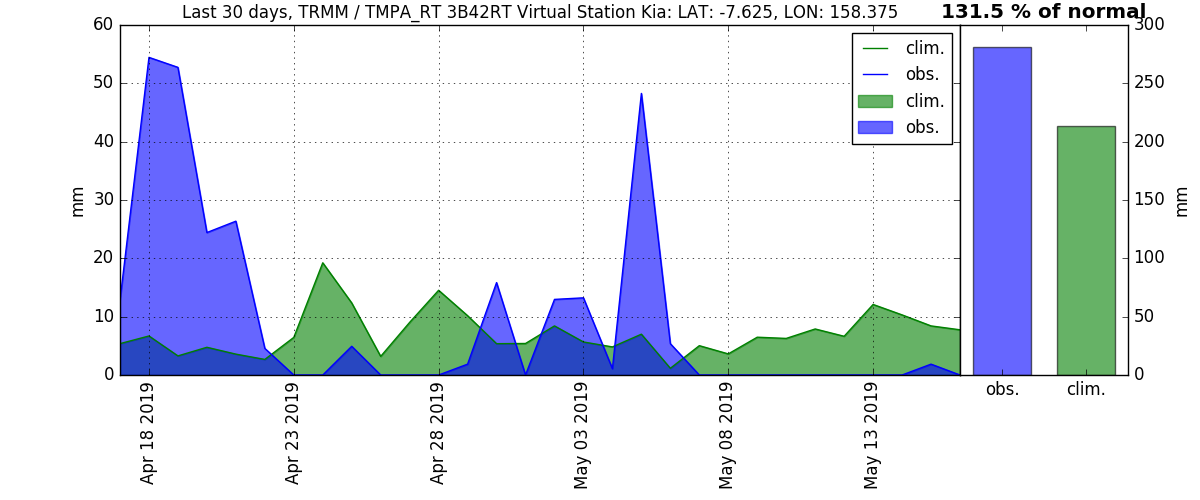 Last 30 days, TRMM / TMPA_RT 3B42RT Virtual Station Kia: LAT: -7.625, LON: 158.375
131.5 % of normal
60
50
40
30
20
10
0
mm
clim.
obs.
clim.
obs.
Apr 18 2019
Apr 23 2019
Apr 28 2019
May 03 2019
May 08 2019
May 13 2019
300
250
200
150
100
50
0
mm
obs.
clim.